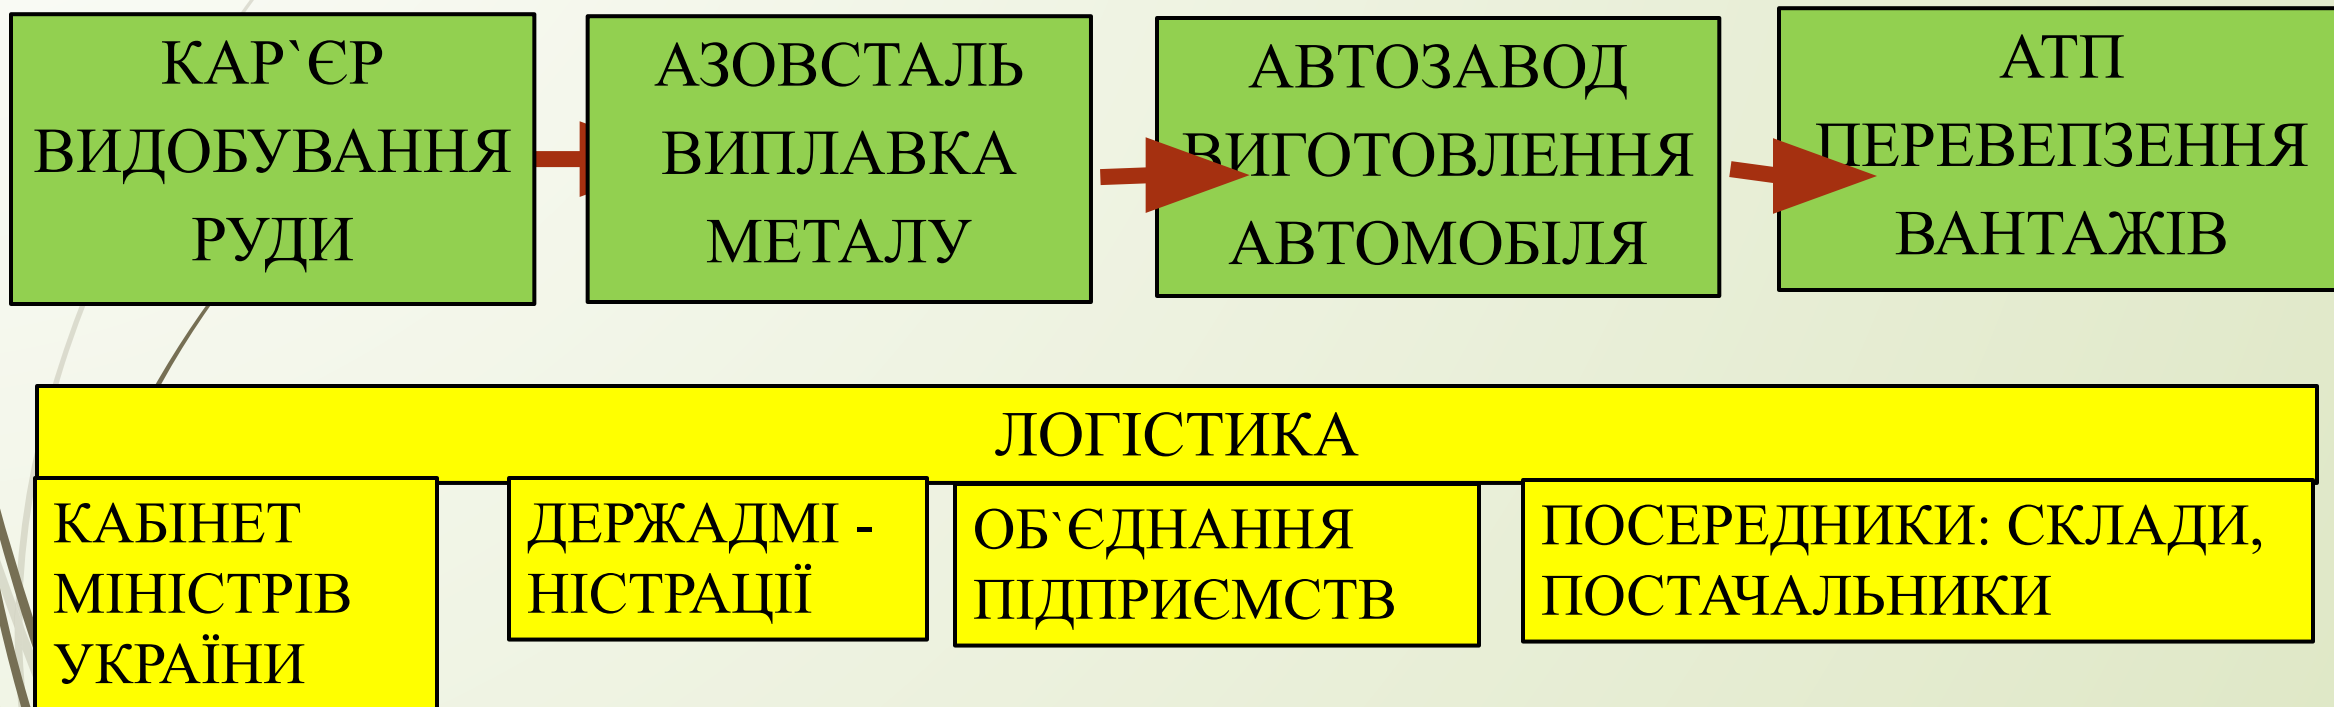 КАР`ЄР
ВИДОБУВАННЯ
РУДИ
АЗОВСТАЛЬ
ВИПЛАВКА
МЕТАЛУ
АВТОЗАВОД
ВИГОТОВЛЕННЯ
АВТОМОБІЛЯ
АТП
ПЕРЕВЕПЗЕННЯ
ВАНТАЖІВ
ЛОГІСТИКА
КАБІНЕТ
МІНІСТРІВ
УКРАЇНИ
ДЕРЖАДМІ -
НІСТРАЦІЇ
ОБ`ЄДНАННЯ
ПІДПРИЄМСТВ
ПОСЕРЕДНИКИ: СКЛАДИ,
ПОСТАЧАЛЬНИКИ